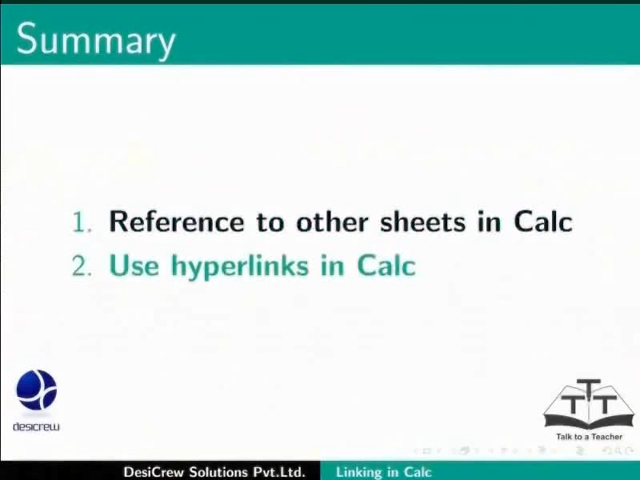 Summary
1. Reference to other sheets in Calc
2. Use hyperlinks in Calc
desicrew
TTT
Talk to a Teacher
DesiCrew Solutions Pvt.Ltd. Linking in Calc